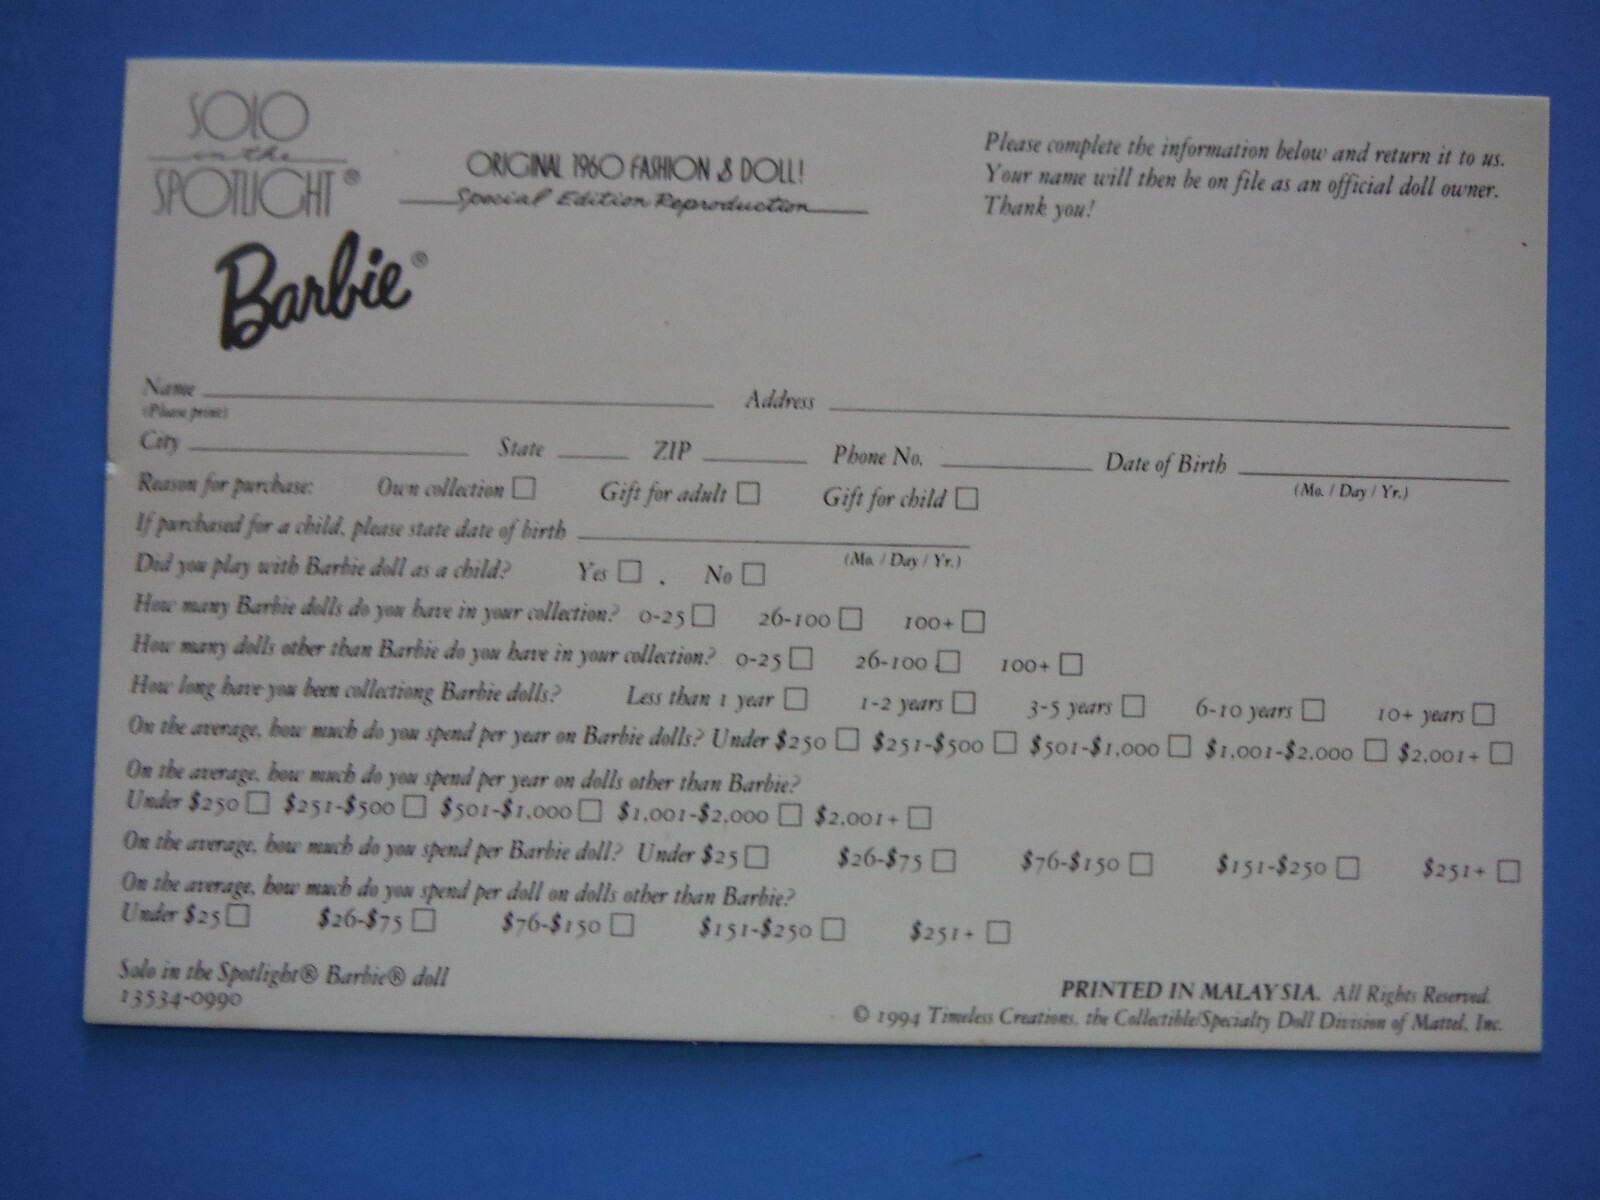 SOLO
in the
SPOTLIGHT®
Barbie®
ORIGINAL 1960 FASHION & DOLL!
Special Edition Reproduction
Please complete the information below and return it to us.
Your name will then be on file as an official doll owner.
Thank you!
Name Address
(Please print)
City State ZIP Phone No. Date of Birth
(Mo. / Day / Yr.)
Reason for purchase: Own collection Gift for adult Gift for child
If purchased for a child, please state date of birth
(Mo. / Day / Yr.)
Did you play with Barbie doll as a child? Yes . No
How many Barbie dolls do you have in your collection? 0-25 26-100 100+
How many dolls other than Barbie do you have in your collection? 0-25 26-100 100+
How long have you been collectiong Barbie dolls? Less than 1 year 1-2 years 3-5 years 6-10 years 10+ years
On the average, how much do you spend per year on Barbie dolls? Under $250 $251-$500 $501-$1,000 $1,001-$2,000 $2,001+
On the average, how much do you spend per year on dolls other than Barbie?
Under $250 $251-$500 $501-$1,000 $1,001-$2,000 $2,001+
On the average, how much do you spend per Barbie doll? Under $25 $26-$75 $76-$150 $151-$250 $251+
On the average, how much do you spend per doll on dolls other than Barbie?
Under $25 $26-$75 $76-$150 $151-$250 $251+
Solo in the Spotlight® Barbie® doll
13534-0990
PRINTED IN MALAYSIA. All Rights Reserved.
© 1994 Timeless Creations, the Collectible/Specialty Doll Division of Mattel, Inc.